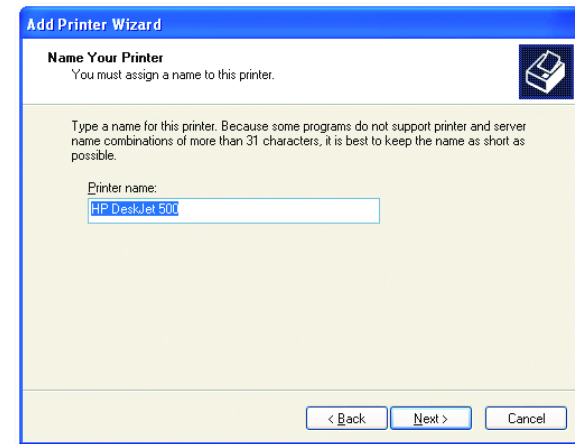 Add Printer Wizard
Name Your Printer
You must assign a name to this printer.
Type a name for this printer. Because some programs do not support printer and server
name combinations of more than 31 characters, it is best to keep the name as short as
possible.
Printer name:
HP DeskJet 500
< Back
Next >
Cancel